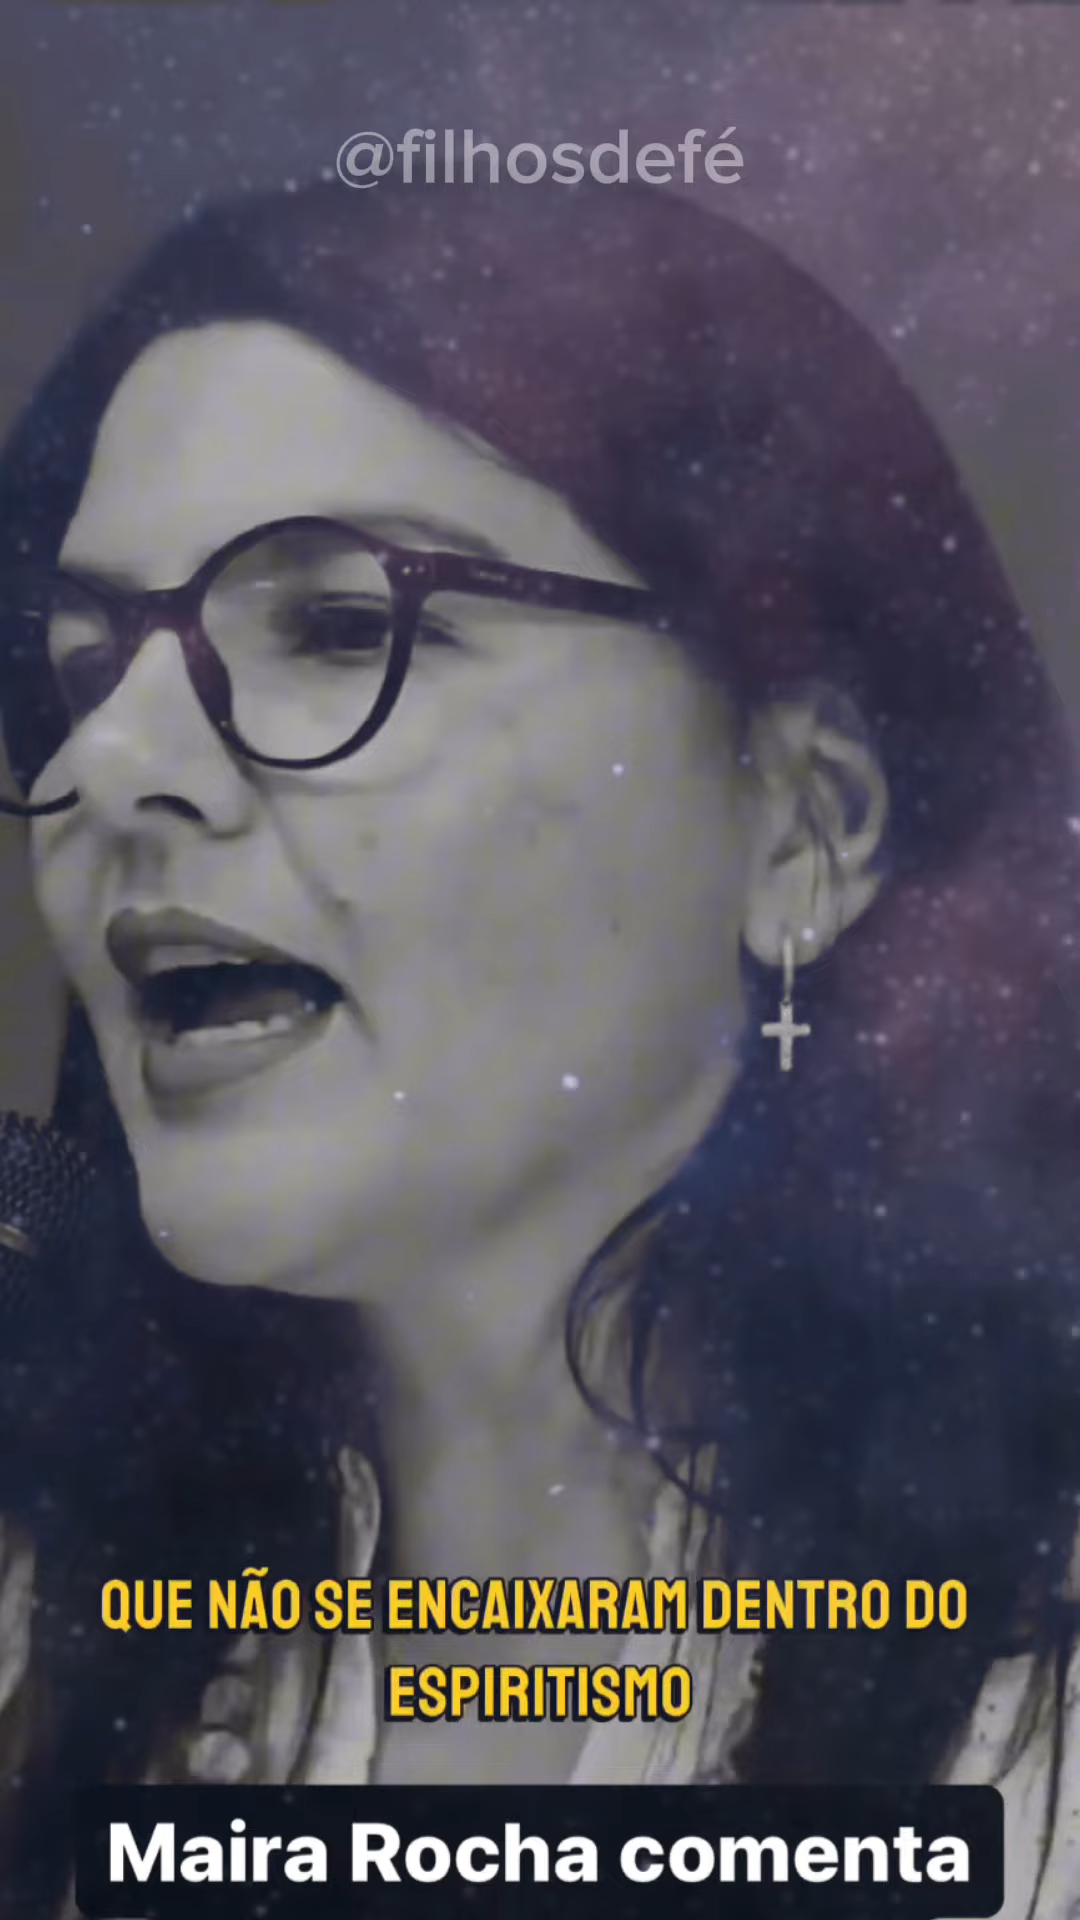 @filhosdefé
QUE NÃO SE ENCAIXARAM DENTRO DO
ESPIRITISMO
Maira Rocha comenta